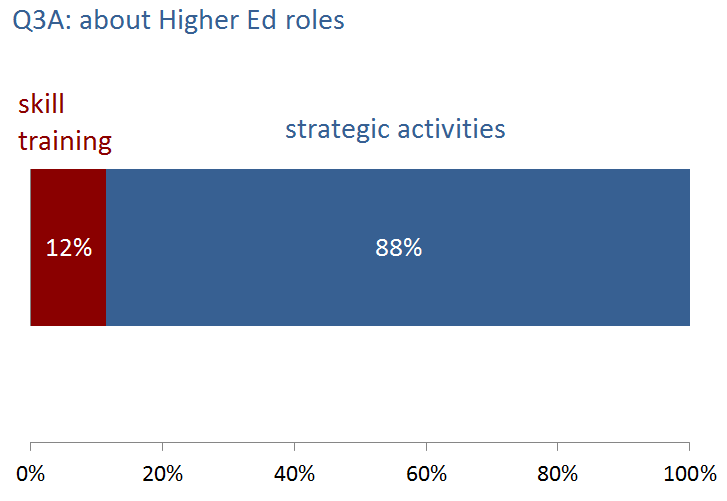 Q3A: about Higher Ed roles
skill
training
strategic activities
12%
88%
0%
20%
40%
60%
80%
100%